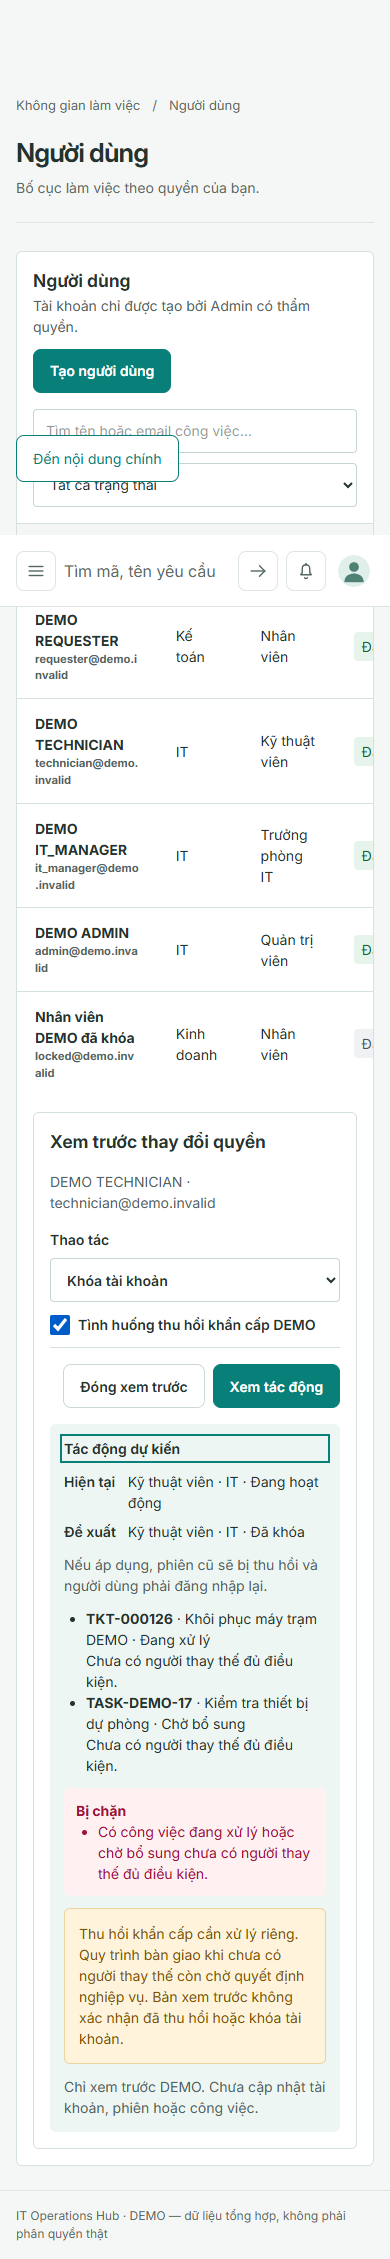 Không gian làm việc / Người dùng
Người dùng
Bố cục làm việc theo quyền của bạn.
Người dùng
Tài khoản chỉ được tạo bởi Admin có thẩm
quyền.
Tạo người dùng
Tìm tên hoặc email công việc...
Đến nội dung chính
Tất cả trạng thái
Tìm mã, tên yêu cầu
DEMO
REQUESTER
requester@demo.i
nvalid
Kế
toán
Nhân
viên
DEMO
TECHNICIAN
technician@demo.
invalid
IT
Kỹ thuật
viên
DEMO
IT_MANAGER
it_manager@demo
.invalid
IT
Trưởng
phòng
IT
DEMO ADMIN
admin@demo.inva
lid
IT
Quản trị
viên
Nhân viên
DEMO đã khóa
locked@demo.inv
alid
Kinh
doanh
Nhân
viên
Xem trước thay đổi quyền
DEMO TECHNICIAN ·
technician@demo.invalid
Thao tác
Khóa tài khoản
Tình huống thu hồi khẩn cấp DEMO
Đóng xem trước
Xem tác động
Tác động dự kiến
Hiện tại Kỹ thuật viên · IT · Đang hoạt
động
Đề xuất Kỹ thuật viên · IT · Đã khóa
Nếu áp dụng, phiên cũ sẽ bị thu hồi và
người dùng phải đăng nhập lại.
• TKT-000126 · Khôi phục máy trạm
DEMO · Đang xử lý
Chưa có người thay thế đủ điều
kiện.
• TASK-DEMO-17 · Kiểm tra thiết bị
dự phòng · Chờ bổ sung
Chưa có người thay thế đủ điều
kiện.
Bị chặn
• Có công việc đang xử lý hoặc
chờ bổ sung chưa có người thay
thế đủ điều kiện.
Thu hồi khẩn cấp cần xử lý riêng.
Quy trình bàn giao khi chưa có
người thay thế còn chờ quyết định
nghiệp vụ. Bản xem trước không
xác nhận đã thu hồi hoặc khóa tài
khoản.
Chỉ xem trước DEMO. Chưa cập nhật tài
khoản, phiên hoặc công việc.
IT Operations Hub · DEMO — dữ liệu tổng hợp, không phải
phân quyền thật